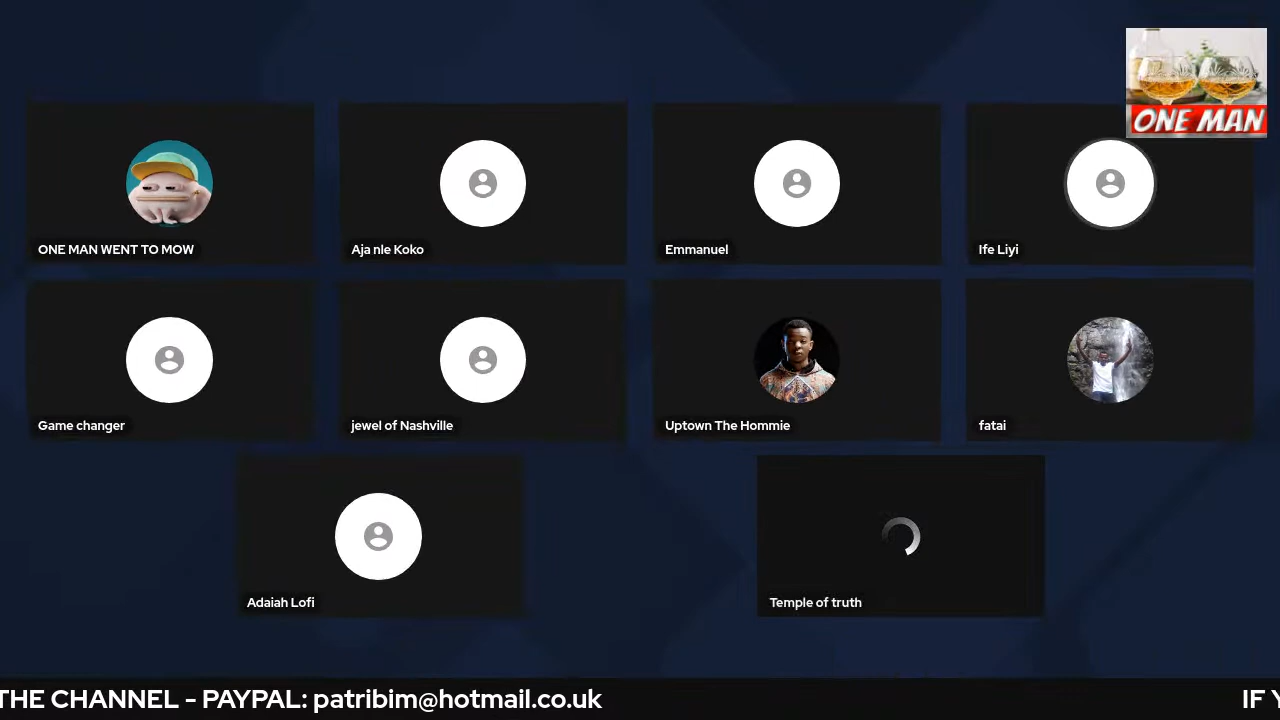 ONE MAN
ONE MAN WENT TO MOW
Aja nle Koko
Emmanuel
Ife Liyi
Game changer
jewel of Nashville
Uptown The Hommie
fatai
Adaiah Lofi
Temple of truth
THE CHANNEL - PAYPAL: patribim@hotmail.co.uk
IF